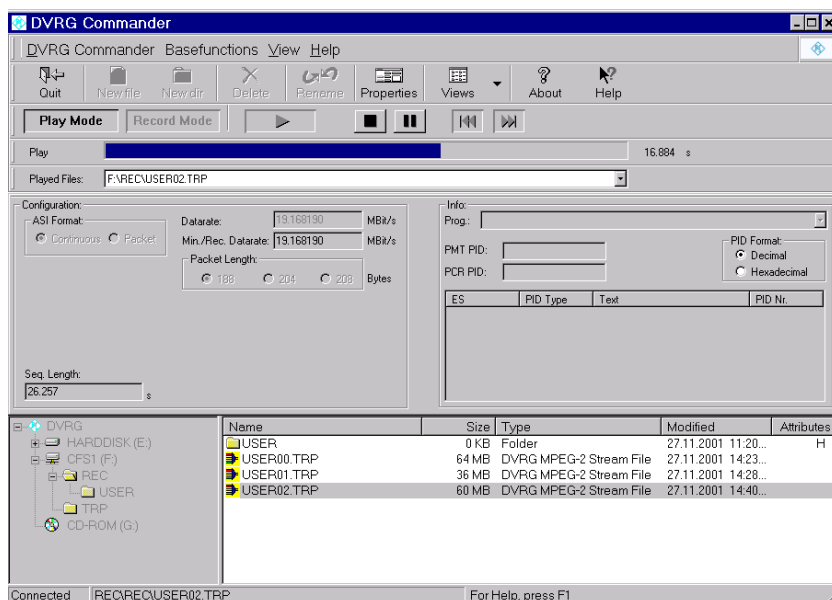 DVRG Commander
DVRG Commander Basefunctions View Help
Quit New file New dir Delete Rename Properties Views About Help
Play Mode Record Mode
Play 16.884 s
Played Files: F:\REC\USER02.TRP
Configuration:
ASI Format:
Continuous Packet
Datarate: 19.168190 MBit/s
Min./Rec. Datarate: 19.168190 MBit/s
Packet Length:
188 204 208 Bytes
Seq. Length:
26.257 s
Info:
Prog.:
PMT PID:
PCR PID:
PID Format:
Decimal
Hexadecimal
ES PID Type Text PID Nr.
DVRG
HARDDISK (E:)
CFS1 (F:)
REC
USER
TRP
CD-ROM (G:)
Name Size Type Modified Attributes
USER 0 KB Folder 27.11.2001 11:20... H
USER00.TRP 64 MB DVRG MPEG-2 Stream File 27.11.2001 14:23...
USER01.TRP 36 MB DVRG MPEG-2 Stream File 27.11.2001 14:28...
USER02.TRP 60 MB DVRG MPEG-2 Stream File 27.11.2001 14:40...
Connected REC\REC\USER02.TRP For Help, press F1